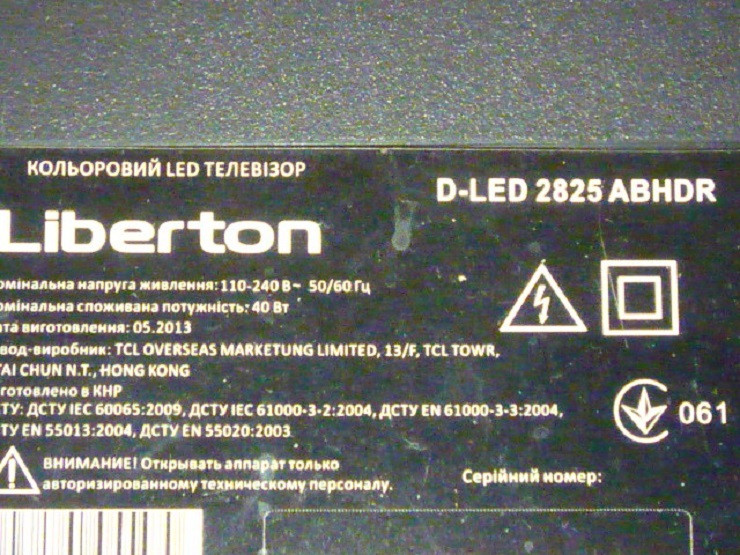 КОЛЬОРОВИЙ LED ТЕЛЕВІЗОР
D-LED 2825 ABHDR
Liberton
омінальна напруга живлення: 110-240 В~ 50/60 Гц
омінальна споживана потужність: 40 Вт
та виготовлення: 05.2013
вод-виробник: TCL OVERSEAS MARKETUNG LIMITED, 13/F, TCL TOWR,
TAI CHUN N.T., HONG KONG
готовлено в КНР
СТУ: ДСТУ IEC 60065:2009, ДСТУ IEC 61000-3-2:2004, ДСТУ EN 61000-3-3:2004,
ТУ EN 55013:2004, ДСТУ EN 55020:2003
061
ВНИМАНИЕ! Открывать аппарат только
авторизированному техническому персоналу.
Серійний номер: